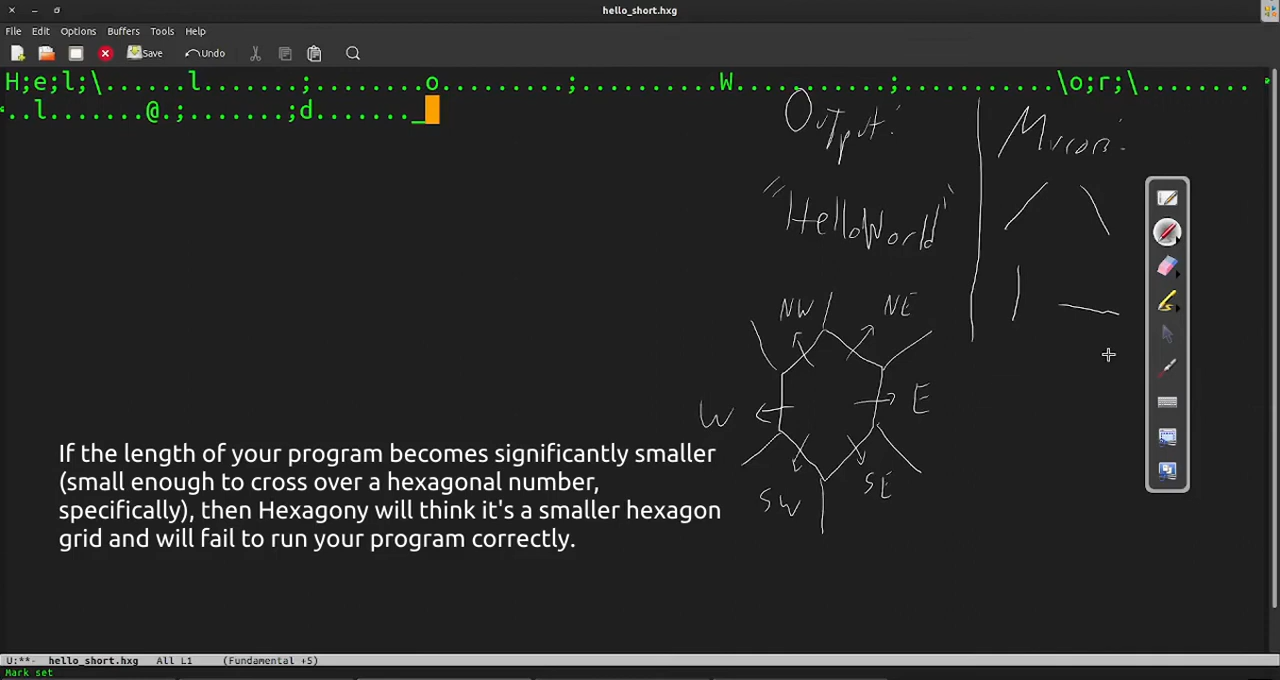 hello_short.hxg
File Edit Options Buffers Tools Help
Save Undo
H;e;l;\......l.......;........o.........;..........W...........;...........\o;r;\........
..l.......@.;.......;d......._
Output:
Mirrors:
"HelloWorld"
NW NE
W E
SW SE
If the length of your program becomes significantly smaller
(small enough to cross over a hexagonal number,
specifically), then Hexagony will think it's a smaller hexagon
grid and will fail to run your program correctly.
U:**- hello_short.hxg All L1 (Fundamental +5)
Mark set